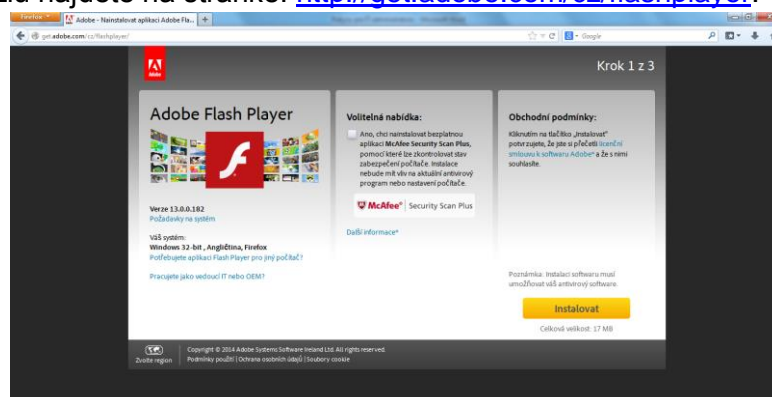 najdete na stránke: http://get.adobe.com/cz/flashplayer.
Firefox
Adobe - Nainstalovat aplikaci Adobe Fla... +
get.adobe.com/cz/flashplayer/
Google
Adobe
Krok 1 z 3
Adobe Flash Player
Verze 13.0.0.182
Požadavky na systém
Váš systém:
Windows 32-bit , Angličtina, Firefox
Potřebujete aplikaci Flash Player pro jiný počítač?
Pracujete jako vedoucí IT nebo OEM?
Volitelná nabídka:
Ano, chci nainstalovat bezplatnou
aplikaci McAfee Security Scan Plus,
pomocí které lze zkontrolovat stav
zabezpečení počítače. Instalace
nebude mít vliv na aktuální antivirový
program nebo nastavení počítače.
McAfee Security Scan Plus
Další informace
Obchodní podmínky:
Kliknutím na tlačítko „Instalovat"
potvrzujete, že jste si přečetli licenční
smlouvu k softwaru Adobe a že s nimi
souhlasíte.
Poznámka: Instalaci softwaru musí
umožňovat váš antivirový software.
Instalovat
Celková velikost: 17 MB
Zvolte region
Copyright © 2014 Adobe Systems Software Ireland Ltd. All rights reserved.
Podmínky použití | Ochrana osobních údajů | Soubory
cookie